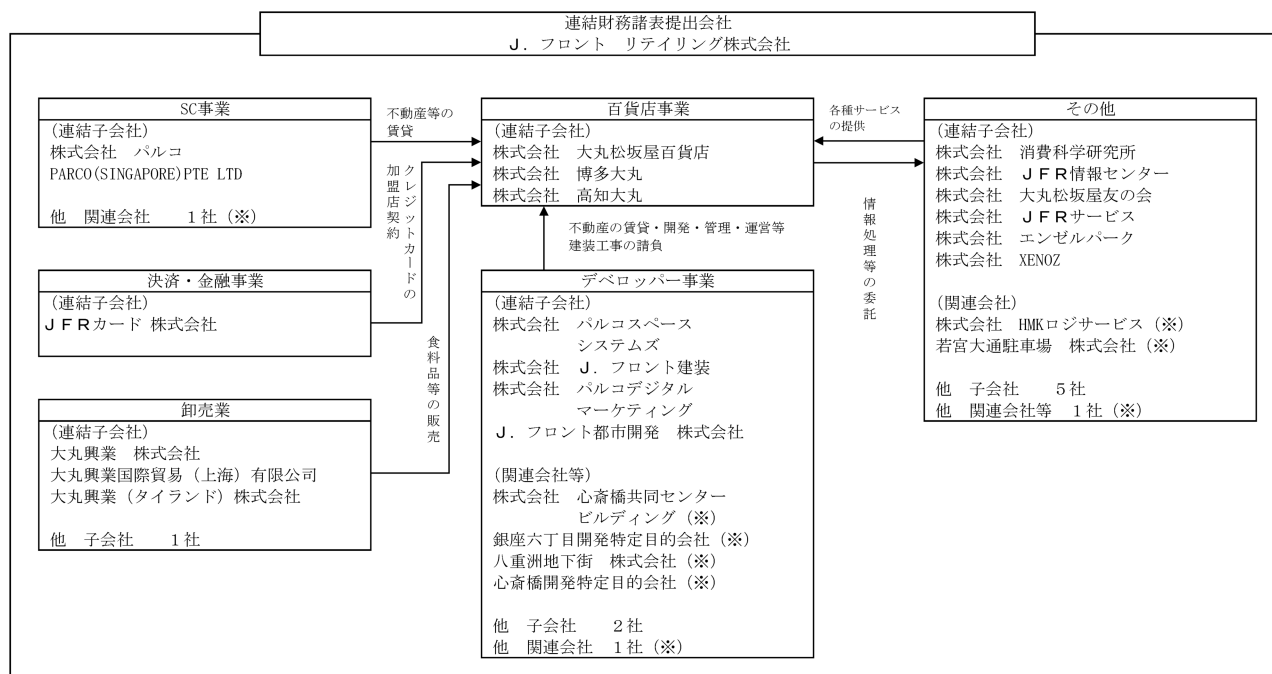 連結財務諸表提出会社
J．フロント　リテイリング株式会社
SC事業
(連結子会社)
株式会社　パルコ
PARCO(SINGAPORE)PTE LTD
他　関連会社　　1社(※)
決済・金融事業
(連結子会社)
JFRカード 株式会社
卸売業
(連結子会社)
大丸興業　株式会社
大丸興業国際貿易(上海)有限公司
大丸興業(タイランド)株式会社
他　子会社　　1社
不動産等の
賃貸
クレジットカードの
加盟店契約
食料品等の販売
百貨店事業
(連結子会社)
株式会社　大丸松坂屋百貨店
株式会社　博多大丸
株式会社　高知大丸
不動産の賃貸・開発・管理・運営等
建装工事の請負
デベロッパー事業
(連結子会社)
株式会社　パルコスペース
システムズ
株式会社　J．フロント建装
株式会社　パルコデジタル
マーケティング
J．フロント都市開発　株式会社
(関連会社等)
株式会社　心斎橋共同センター
ビルディング(※)
銀座六丁目開発特定目的会社(※)
八重洲地下街　株式会社(※)
心斎橋開発特定目的会社(※)
他　子会社　　2社
他　関連会社　1社(※)
各種サービス
の提供
情報処理等の委託
その他
(連結子会社)
株式会社　消費科学研究所
株式会社　JFR情報センター
株式会社　大丸松坂屋友の会
株式会社　JFRサービス
株式会社　エンゼルパーク
株式会社　XENOZ
(関連会社)
株式会社　HMKロジサービス(※)
若宮大通駐車場　株式会社(※)
他　子会社　　5社
他　関連会社等　1社(※)